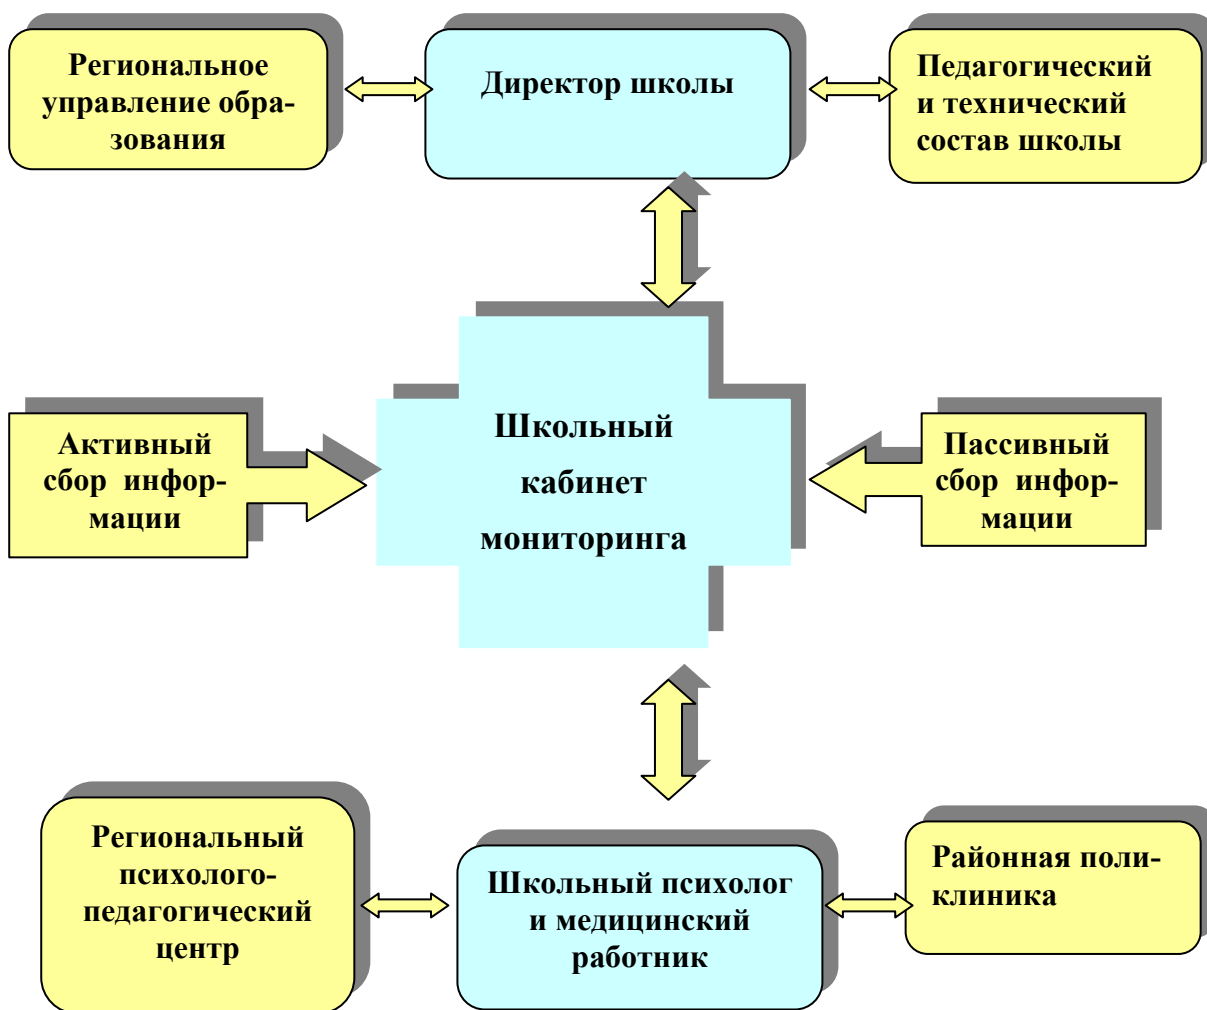 Региональное
управление обра-
зования
Директор школы
Педагогический
и технический
состав школы
Активный
сбор инфор-
мации
Школьный
кабинет
мониторинга
Пассивный
сбор инфор-
мации
Региональный
психолого-
педагогический
центр
Школьный психолог
и медицинский
работник
Районная поли-
клиника